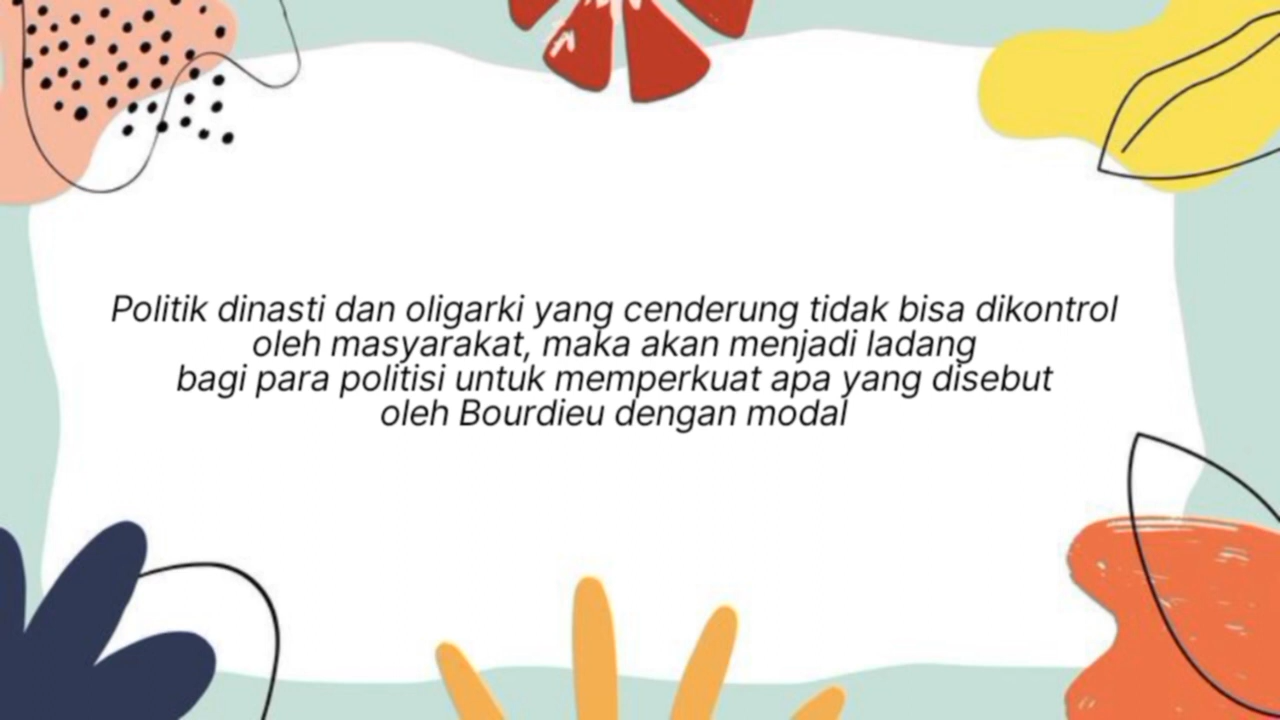 Politik dinasti dan oligarki yang cenderung tidak bisa dikontrol
oleh masyarakat, maka akan menjadi ladang
bagi para politisi untuk memperkuat apa yang disebut
oleh Bourdieu dengan modal